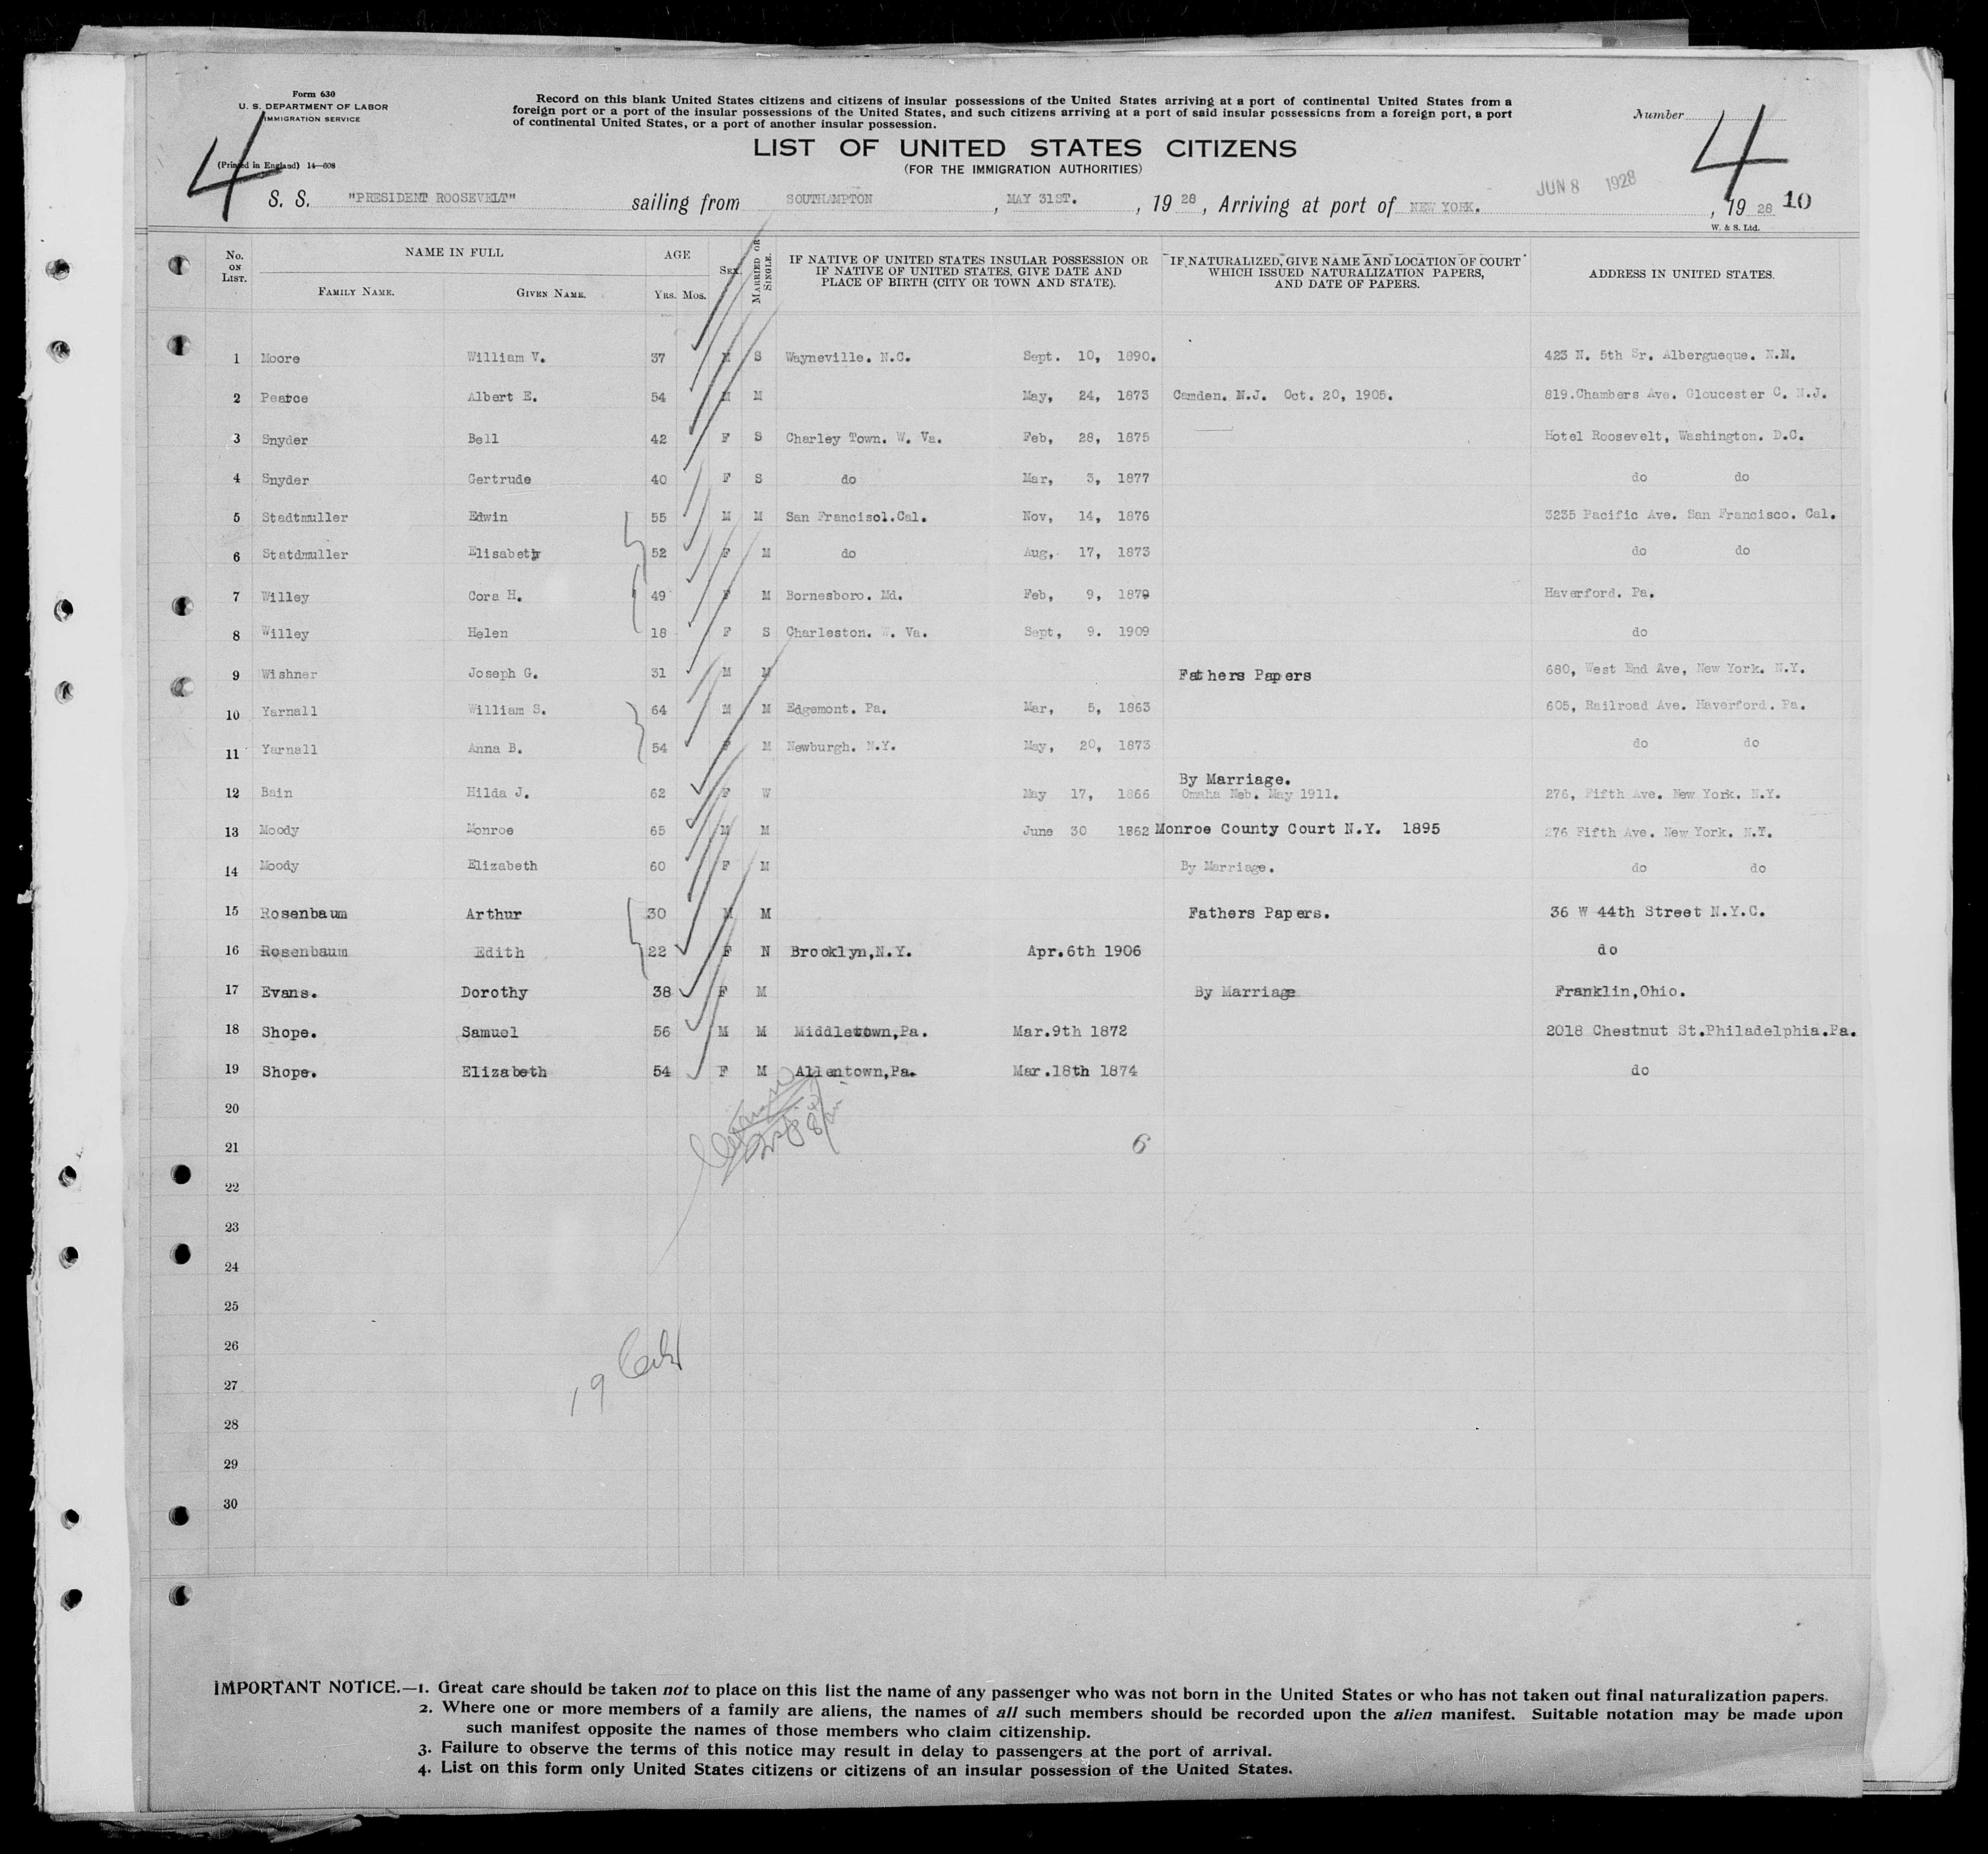 Form 630
U. S. DEPARTMENT OF LABOR
IMMIGRATION SERVICE
(Printed in England) 14—608
Record on this blank United States citizens and citizens of insular possessions of the United States arriving at a port of continental United States from a
foreign port or a port of the insular possessions of the United States, and such citizens arriving at a port of said insular possessions from a foreign port, a port
of continental United States, or a port of another insular possession.
Number
4
4
LIST OF UNITED STATES CITIZENS
(FOR THE IMMIGRATION AUTHORITIES)
JUN 8 1928
S. S. "PRESIDENT ROOSEVELT" sailing from SOUTHAMPTON, MAY 31ST., 1928, Arriving at port of NEW YORK., 1928 10
W. & S. Ltd.
No. ON LIST. NAME IN FULL AGE SEX. MARRIED OR SINGLE. IF NATIVE OF UNITED STATES INSULAR POSSESSION OR IF NATIVE OF UNITED STATES, GIVE DATE AND PLACE OF BIRTH (CITY OR TOWN AND STATE). IF NATURALIZED, GIVE NAME AND LOCATION OF COURT WHICH ISSUED NATURALIZATION PAPERS, AND DATE OF PAPERS. ADDRESS IN UNITED STATES.
FAMILY NAME. GIVEN NAME. YRS. MOS.
1 Moore William V. 37 M S Wayneville. N.C. Sept. 10, 1890. 423 N. 5th Sr. Albergueque. N.M.
2 Pearce Albert E. 54 M M May, 24, 1873 Camden. N.J. Oct. 20, 1905. 819.Chambers Ave. Gloucester C. N.J.
3 Snyder Bell 42 F S Charley Town. W. Va. Feb, 28, 1875 Hotel Roosevelt, Washington. D.C.
4 Snyder Gertrude 40 F S do Mar, 3, 1877 do do
5 Stadtmuller Edwin 55 M M San Francisol.Cal. Nov, 14, 1876 3235 Pacific Ave. San Francisco. Cal.
6 Statdmuller Elisabeth 52 F M do Aug, 17, 1873 do do
7 Willey Cora H. 49 F M Bornesboro. Md. Feb, 9, 1879 Haverford. Pa.
8 Willey Helen 18 F S Charleston. W. Va. Sept, 9. 1909 do
9 Wishner Joseph G. 31 M M Fathers Papers 680, West End Ave, New York. N.Y.
10 Yarnall William S. 64 M M Edgemont. Pa. Mar, 5, 1863 605, Railroad Ave. Haverford. Pa.
11 Yarnall Anna B. 54 F M Newburgh. N.Y. May, 20, 1873 do do
By Marriage.
12 Bain Hilda J. 62 F W May 17, 1866 Omaha Neb. May 1911. 276, Fifth Ave. New York. N.Y.
13 Moody Monroe 65 M M June 30 1862 Monroe County Court N.Y. 1895 276 Fifth Ave. New York. N.Y.
14 Moody Elizabeth 60 F M By Marriage. do do
15 Rosenbaum Arthur 30 M M Fathers Papers. 36 W 44th Street N.Y.C.
16 Rosenbaum Edith 22 F N Brooklyn,N.Y. Apr.6th 1906 do
17 Evans. Dorothy 38 F M By Marriage Franklin,Ohio.
18 Shope. Samuel 56 M M Middletown,Pa. Mar.9th 1872 2018 Chestnut St.Philadelphia.Pa.
19 Shope. Elizabeth 54 F M Allentown,Pa. Mar.18th 1874 do
20
21 6
22
23
24
25
26
27
19
28
29
30
IMPORTANT NOTICE.—1. Great care should be taken not to place on this list the name of any passenger who was not born in the United States or who has not taken out final naturalization papers.
2. Where one or more members of a family are aliens, the names of all such members should be recorded upon the alien manifest. Suitable notation may be made upon
such manifest opposite the names of those members who claim citizenship.
3. Failure to observe the terms of this notice may result in delay to passengers at the port of arrival.
4. List on this form only United States citizens or citizens of an insular possession of the United States.